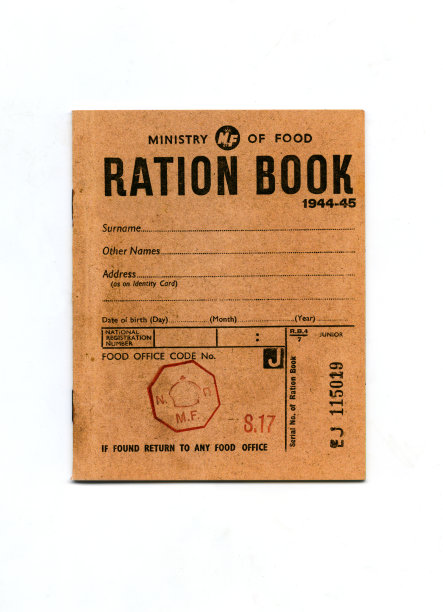 MINISTRY MF OF FOOD
RATION BOOK
1944-45
Surname
Other Names
Address
(as on Identity Card)
Date of birth (Day) (Month) (Year)
NATIONAL
REGISTRATION
NUMBER
:
R.B.4
7
JUNIOR
FOOD OFFICE CODE No.
J
N. D
M.F.
8.17
Serial No. of Ration Book
EJ 115019
IF FOUND RETURN TO ANY FOOD OFFICE